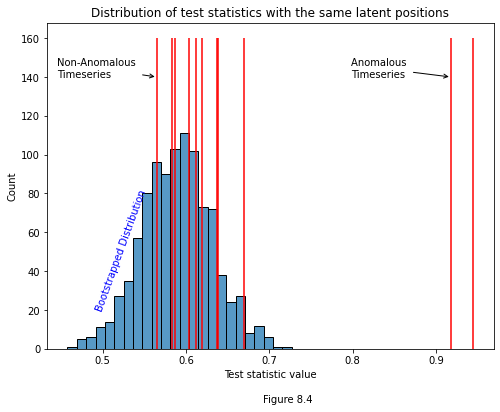 Distribution of test statistics with the same latent positions
160
140
120
100
80
60
40
20
0
Count
Non-Anomalous
Timeseries
Anomalous
Timeseries
Bootstrapped Distribution
0.5 0.6 0.7 0.8 0.9
Test statistic value
Figure 8.4